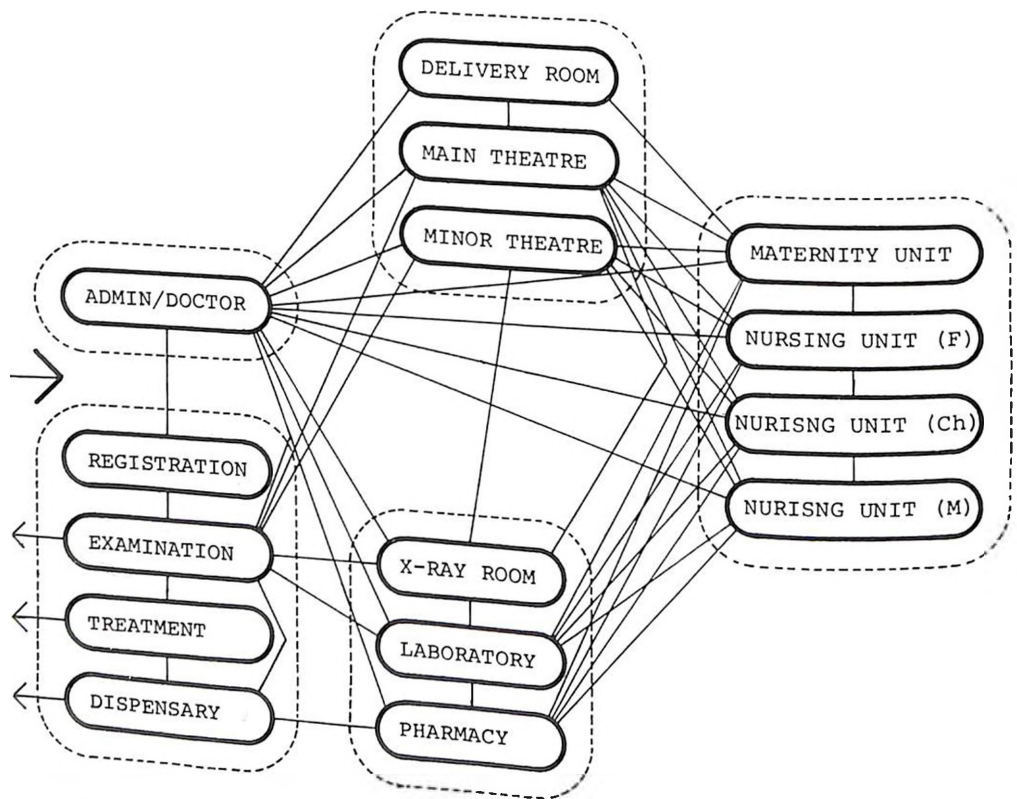 DELIVERY ROOM
MAIN THEATRE
MINOR THEATRE
ADMIN/DOCTOR
MATERNITY UNIT
NURSING UNIT (F)
NURISNG UNIT (Ch)
NURISNG UNIT (M)
REGISTRATION
EXAMINATION
TREATMENT
DISPENSARY
X-RAY ROOM
LABORATORY
PHARMACY